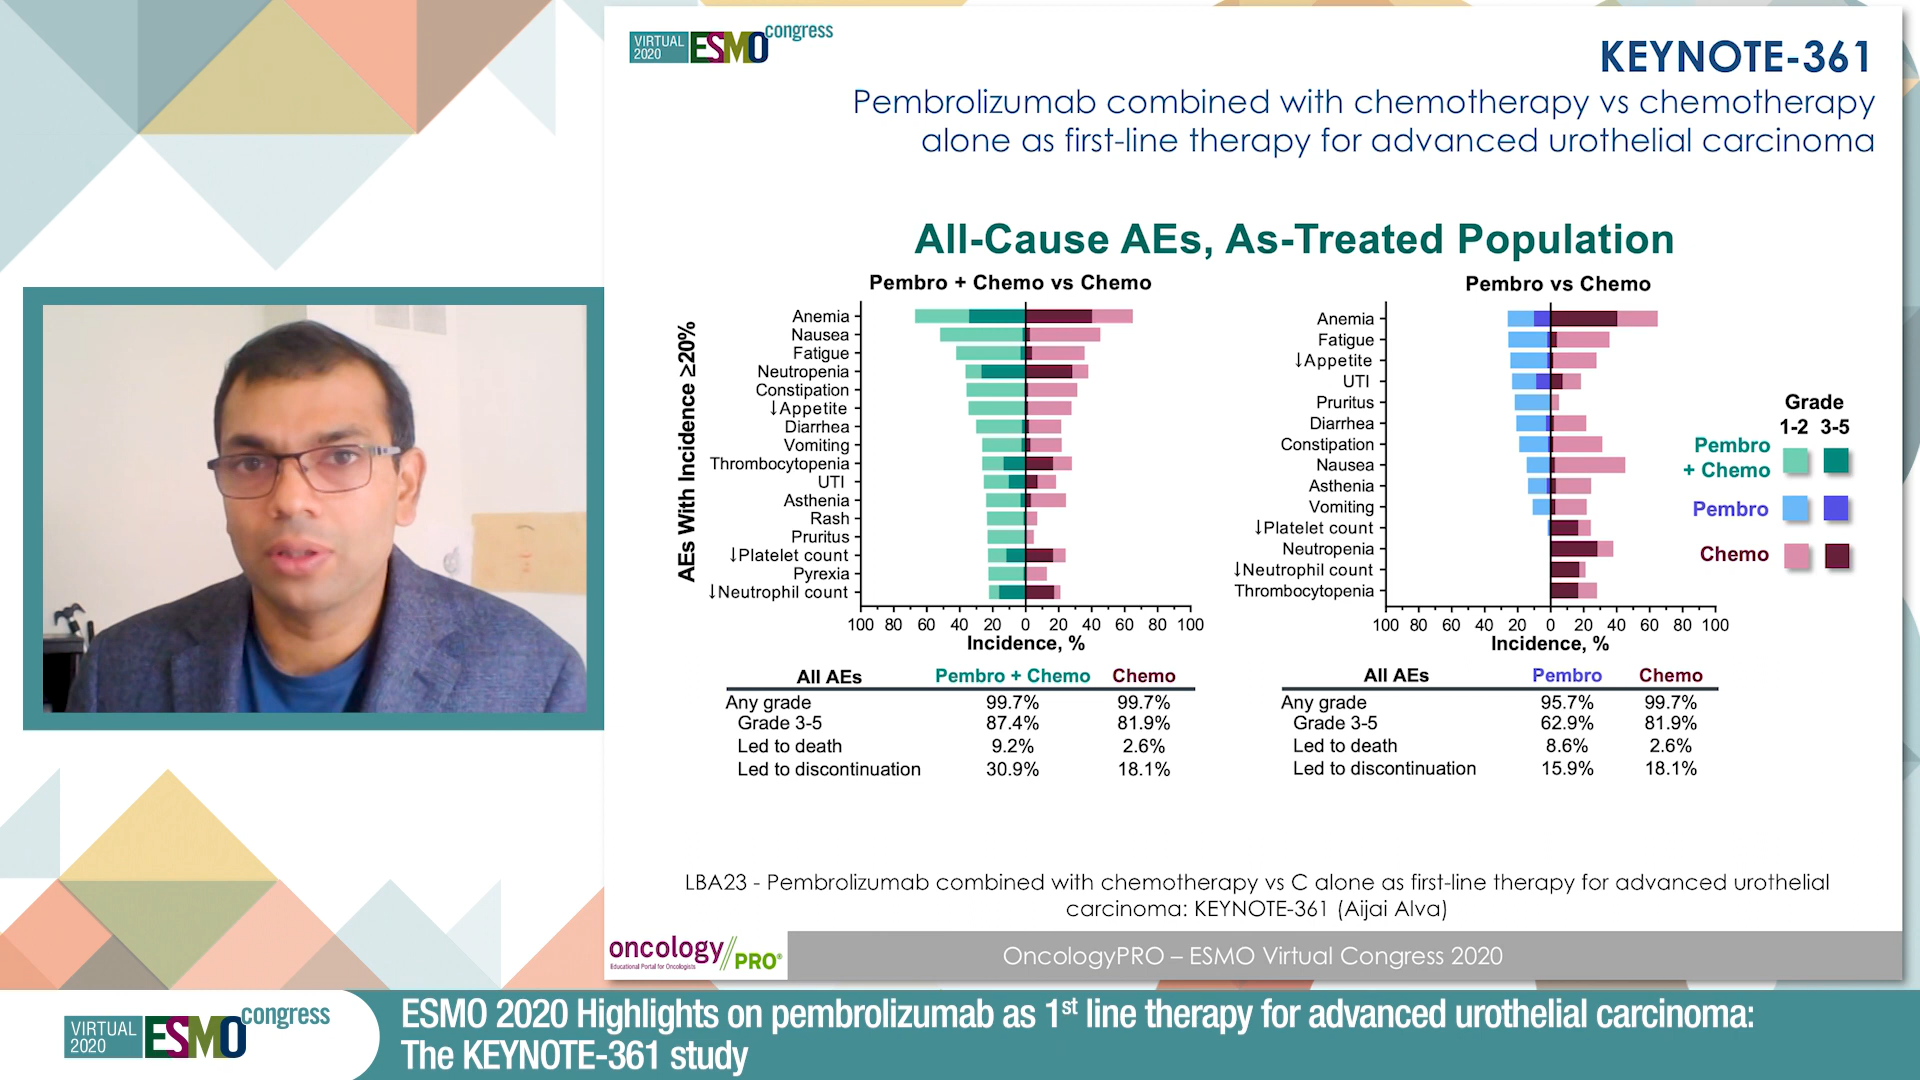 VIRTUAL
2020
ESMO
congress
KEYNOTE-361
Pembrolizumab combined with chemotherapy vs chemotherapy
alone as first-line therapy for advanced urothelial carcinoma
All-Cause AEs, As-Treated Population
Pembro + Chemo vs Chemo
AEs With Incidence ≥20%
Anemia
Nausea
Fatigue
Neutropenia
Constipation
↓Appetite
Diarrhea
Vomiting
Thrombocytopenia
UTI
Asthenia
Rash
Pruritus
↓Platelet count
Pyrexia
↓Neutrophil count
100 80 60 40 20 0 20 40 60 80 100
Incidence, %
Pembro vs Chemo
Anemia
Fatigue
↓Appetite
UTI
Pruritus
Diarrhea
Constipation
Nausea
Asthenia
Vomiting
↓Platelet count
Neutropenia
↓Neutrophil count
Thrombocytopenia
100 80 60 40 20 0 20 40 60 80 100
Incidence, %
Grade
1-2 3-5
Pembro
+ Chemo
Pembro
Chemo
All AEs Pembro + Chemo Chemo
Any grade 99.7% 99.7%
Grade 3-5 87.4% 81.9%
Led to death 9.2% 2.6%
Led to discontinuation 30.9% 18.1%
All AEs Pembro Chemo
Any grade 95.7% 99.7%
Grade 3-5 62.9% 81.9%
Led to death 8.6% 2.6%
Led to discontinuation 15.9% 18.1%
LBA23 - Pembrolizumab combined with chemotherapy vs C alone as first-line therapy for advanced urothelial
carcinoma: KEYNOTE-361 (Aijai Alva)
oncology//PRO®
Educational Portal for Oncologists
OncologyPRO – ESMO Virtual Congress 2020
VIRTUAL
2020
ESMO
congress
ESMO 2020 Highlights on pembrolizumab as 1st line therapy for advanced urothelial carcinoma:
The KEYNOTE-361 study